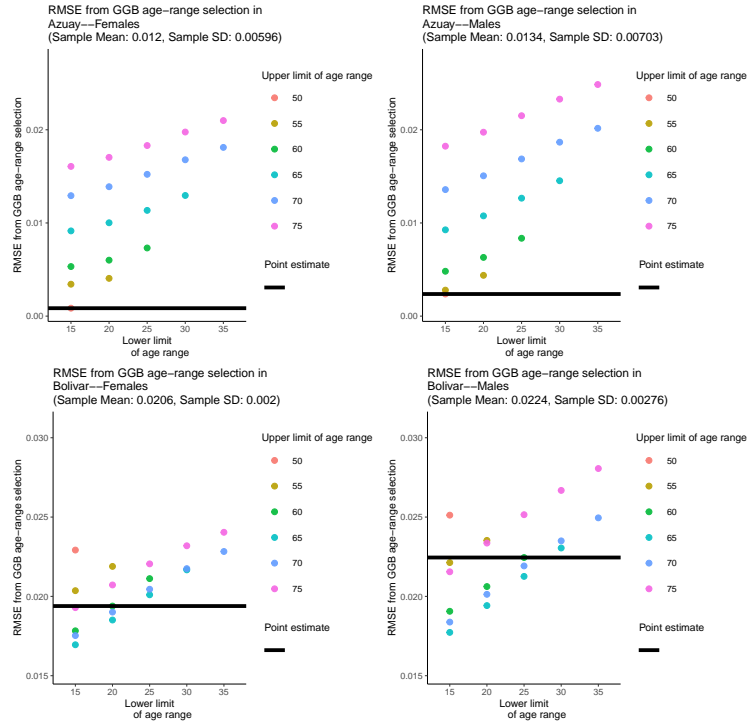 RMSE from GGB age−range selection in
Azuay−−Females
(Sample Mean: 0.012, Sample SD: 0.00596)
RMSE from GGB age−range selection
0.02
0.01
0.00
15 20 25 30 35
Lower limit
of age range
Upper limit of age range
50
55
60
65
70
75
Point estimate
RMSE from GGB age−range selection in
Azuay−−Males
(Sample Mean: 0.0134, Sample SD: 0.00703)
RMSE from GGB age−range selection
0.02
0.01
0.00
15 20 25 30 35
Lower limit
of age range
Upper limit of age range
50
55
60
65
70
75
Point estimate
RMSE from GGB age−range selection in
Bolivar−−Females
(Sample Mean: 0.0206, Sample SD: 0.002)
RMSE from GGB age−range selection
0.030
0.025
0.020
0.015
15 20 25 30 35
Lower limit
of age range
Upper limit of age range
50
55
60
65
70
75
Point estimate
RMSE from GGB age−range selection in
Bolivar−−Males
(Sample Mean: 0.0224, Sample SD: 0.00276)
RMSE from GGB age−range selection
0.030
0.025
0.020
0.015
15 20 25 30 35
Lower limit
of age range
Upper limit of age range
50
55
60
65
70
75
Point estimate